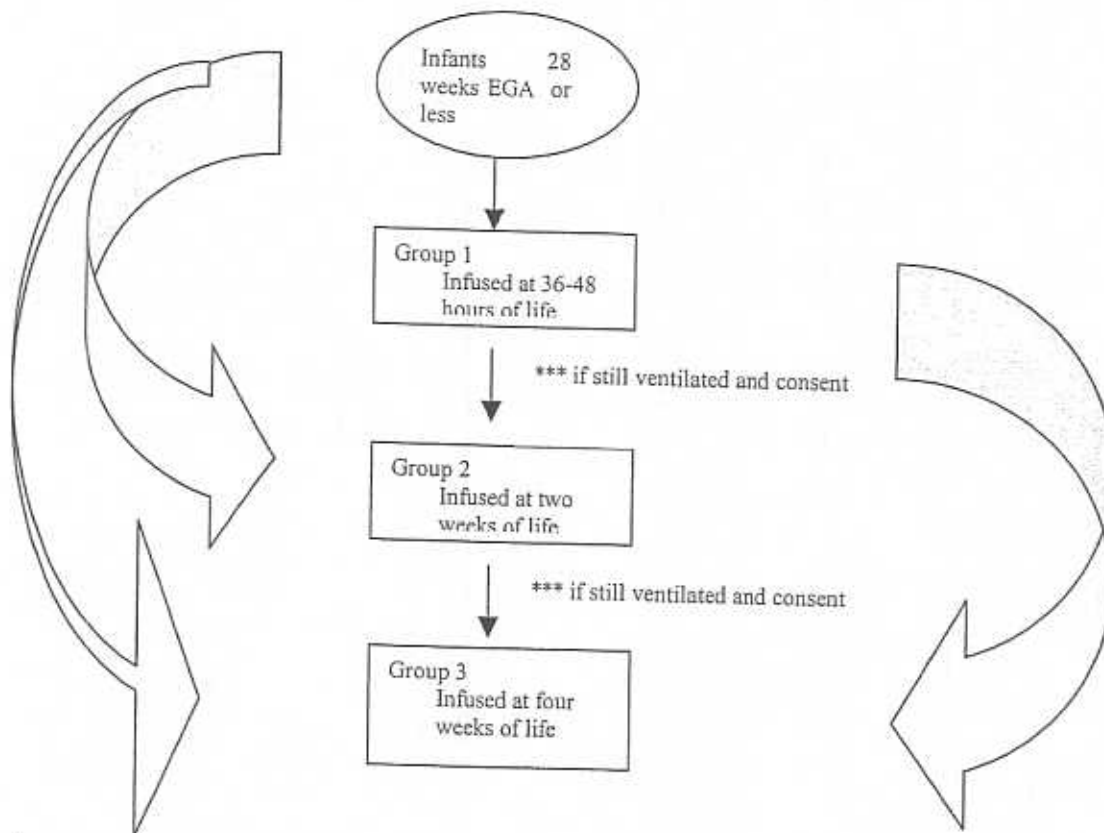 Infants 28
weeks EGA or
less
Group 1
Infused at 36-48
hours of life
*** if still ventilated and consent
Group 2
Infused at two
weeks of life
*** if still ventilated and consent
Group 3
Infused at four
weeks of life